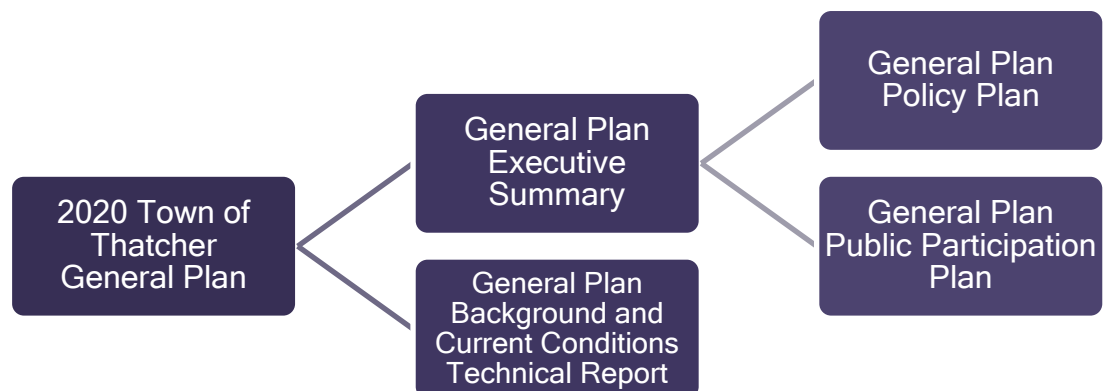 2020 Town of
Thatcher
General Plan
General Plan
Executive
Summary
General Plan
Background and
Current Conditions
Technical Report
General Plan
Policy Plan
General Plan
Public Participation
Plan